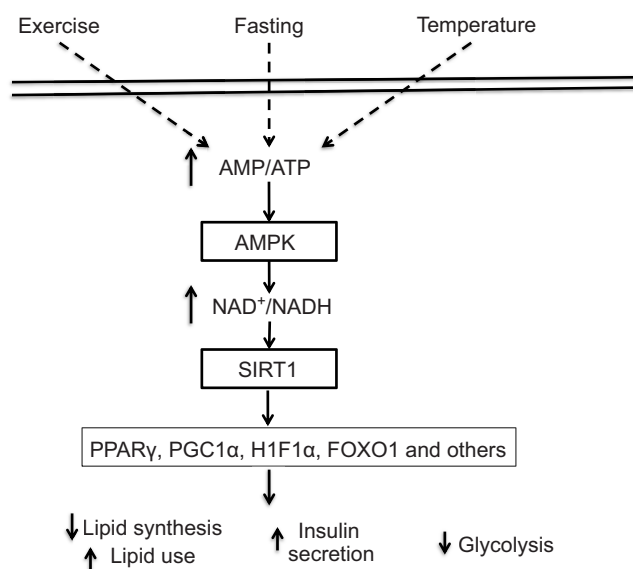 Exercise Fasting Temperature
AMP/ATP
AMPK
NAD⁺/NADH
SIRT1
PPARγ, PGC1α, H1F1α, FOXO1 and others
Lipid synthesis
Lipid use
Insulin
secretion
Glycolysis